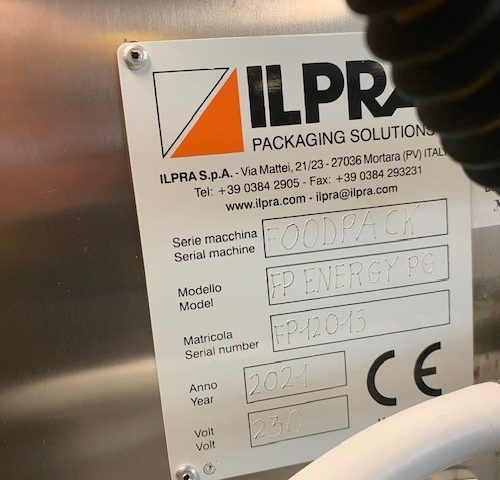 ILPRA
PACKAGING SOLUTIONS
ILPRA S.p.A. - Via Mattei, 21/23 - 27036 Mortara (PV) ITALI
Tel: +39 0384 2905 - Fax: +39 0384 293231
www.ilpra.com - ilpra@ilpra.com
Serie macchina
Serial machine FOODPACK
Modello
Model FP ENERGY PG
Matricola
Serial number FP12013
Anno
Year 2021
Volt
Volt 230
CE